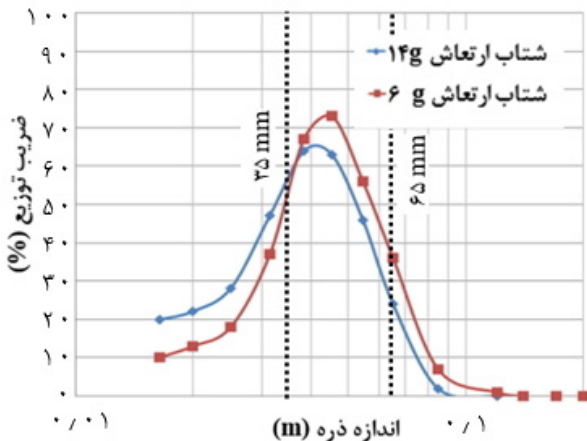 ۱۰۰
۹۰
۸۰
۷۰
۶۰
۵۰
۴۰
۳۰
۲۰
۱۰
۰
ضریب توزیع (%)
شتاب ارتعاش ۱۴g
شتاب ارتعاش ۶ g
۳۵ mm
۶۵ mm
۰/۰۱
اندازه ذره (m)
۰/۱